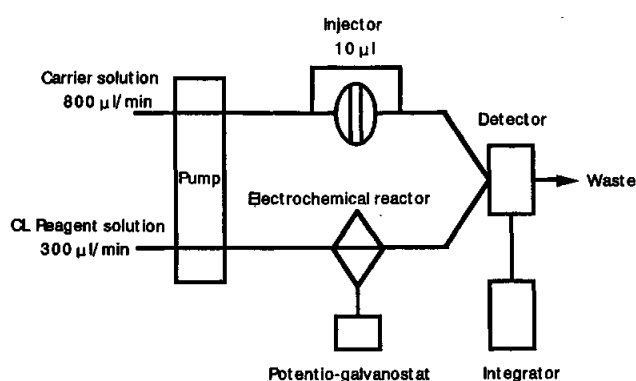 Injector
10 µl
Carrier solution
800 µl/min
Detector
Pump
Electrochemical reactor
Waste
CL Reagent solution
300 µl/min
Potentio-galvanostat
Integrator